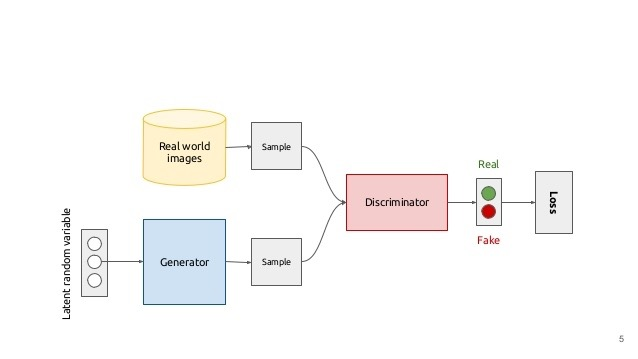 Real world
images
Sample
Real
Discriminator
Loss
Fake
Latent random variable
Generator
Sample
5